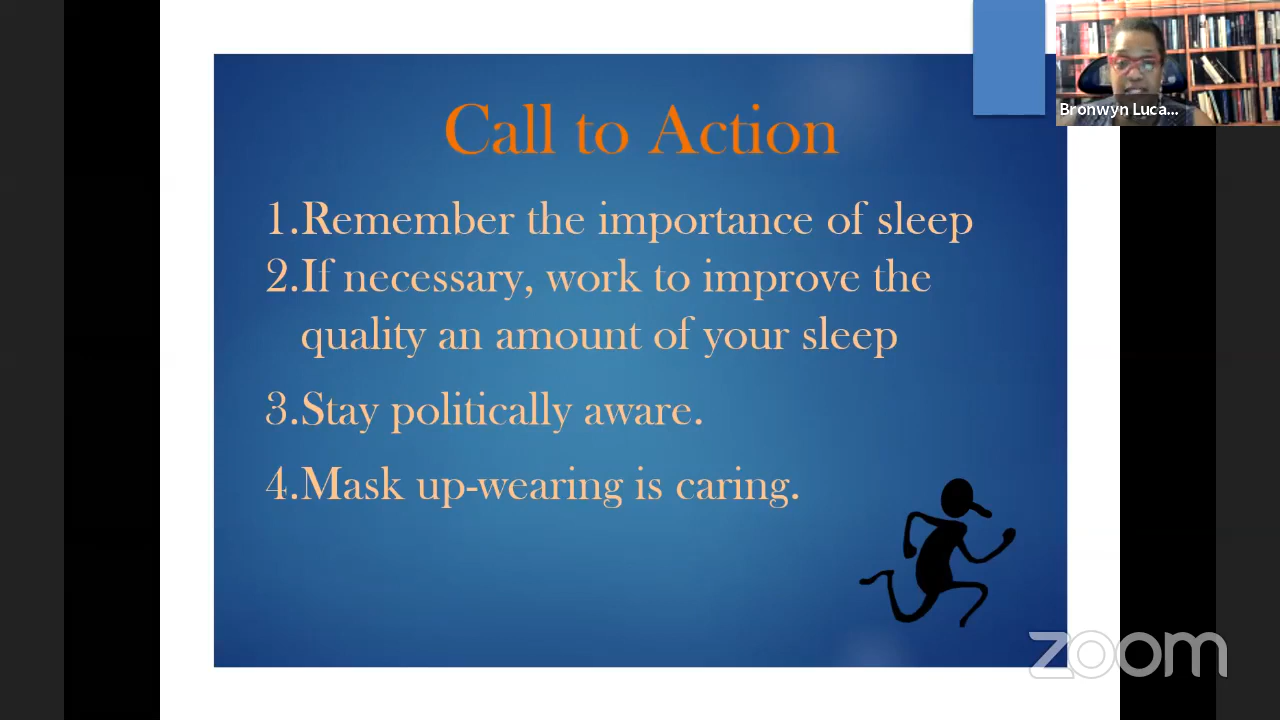 Call to Action
1.Remember the importance of sleep
2.If necessary, work to improve the
quality an amount of your sleep
3.Stay politically aware.
4.Mask up-wearing is caring.
Bronwyn Luca...
zoom